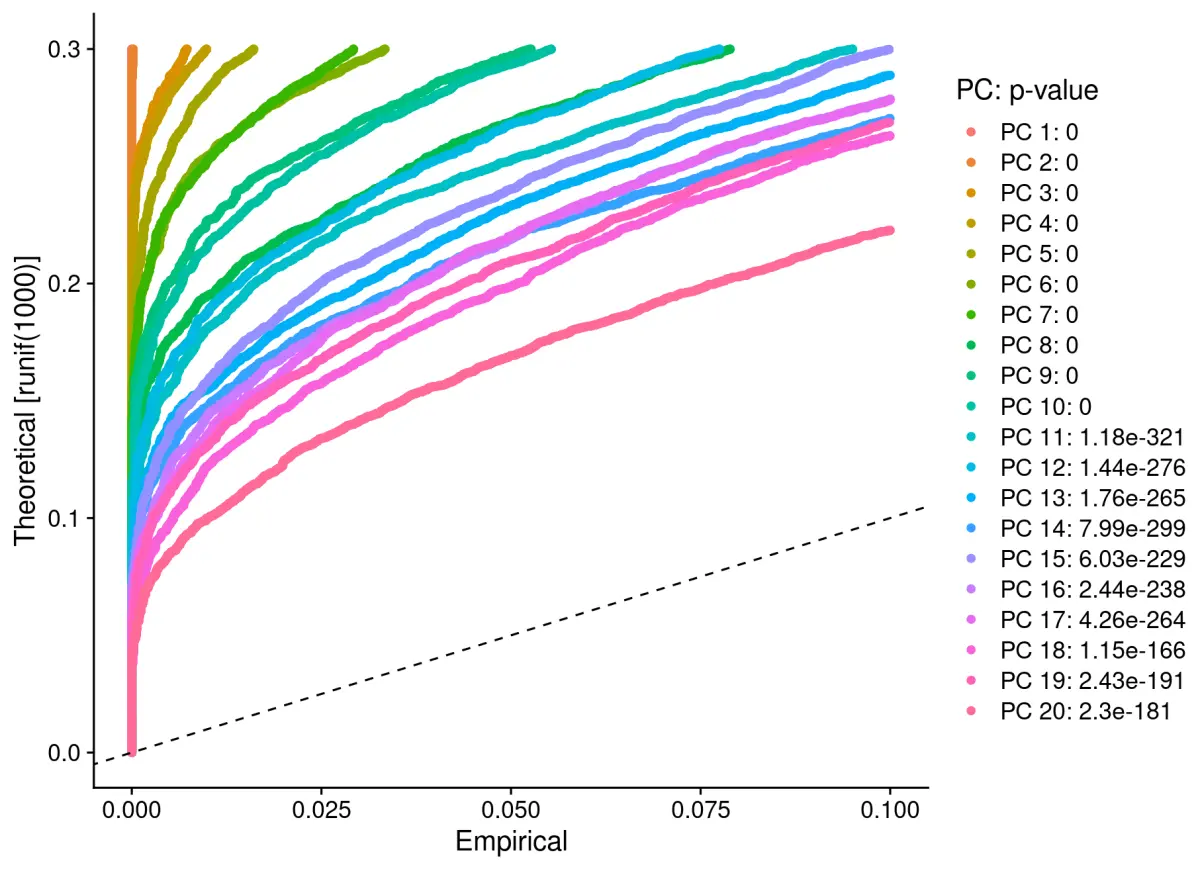 0.3
0.2
0.1
0.0
Theoretical [runif(1000)]
0.000
0.025
0.050
0.075
0.100
Empirical
PC: p-value
PC 1: 0
PC 2: 0
PC 3: 0
PC 4: 0
PC 5: 0
PC 6: 0
PC 7: 0
PC 8: 0
PC 9: 0
PC 10: 0
PC 11: 1.18e-321
PC 12: 1.44e-276
PC 13: 1.76e-265
PC 14: 7.99e-299
PC 15: 6.03e-229
PC 16: 2.44e-238
PC 17: 4.26e-264
PC 18: 1.15e-166
PC 19: 2.43e-191
PC 20: 2.3e-181